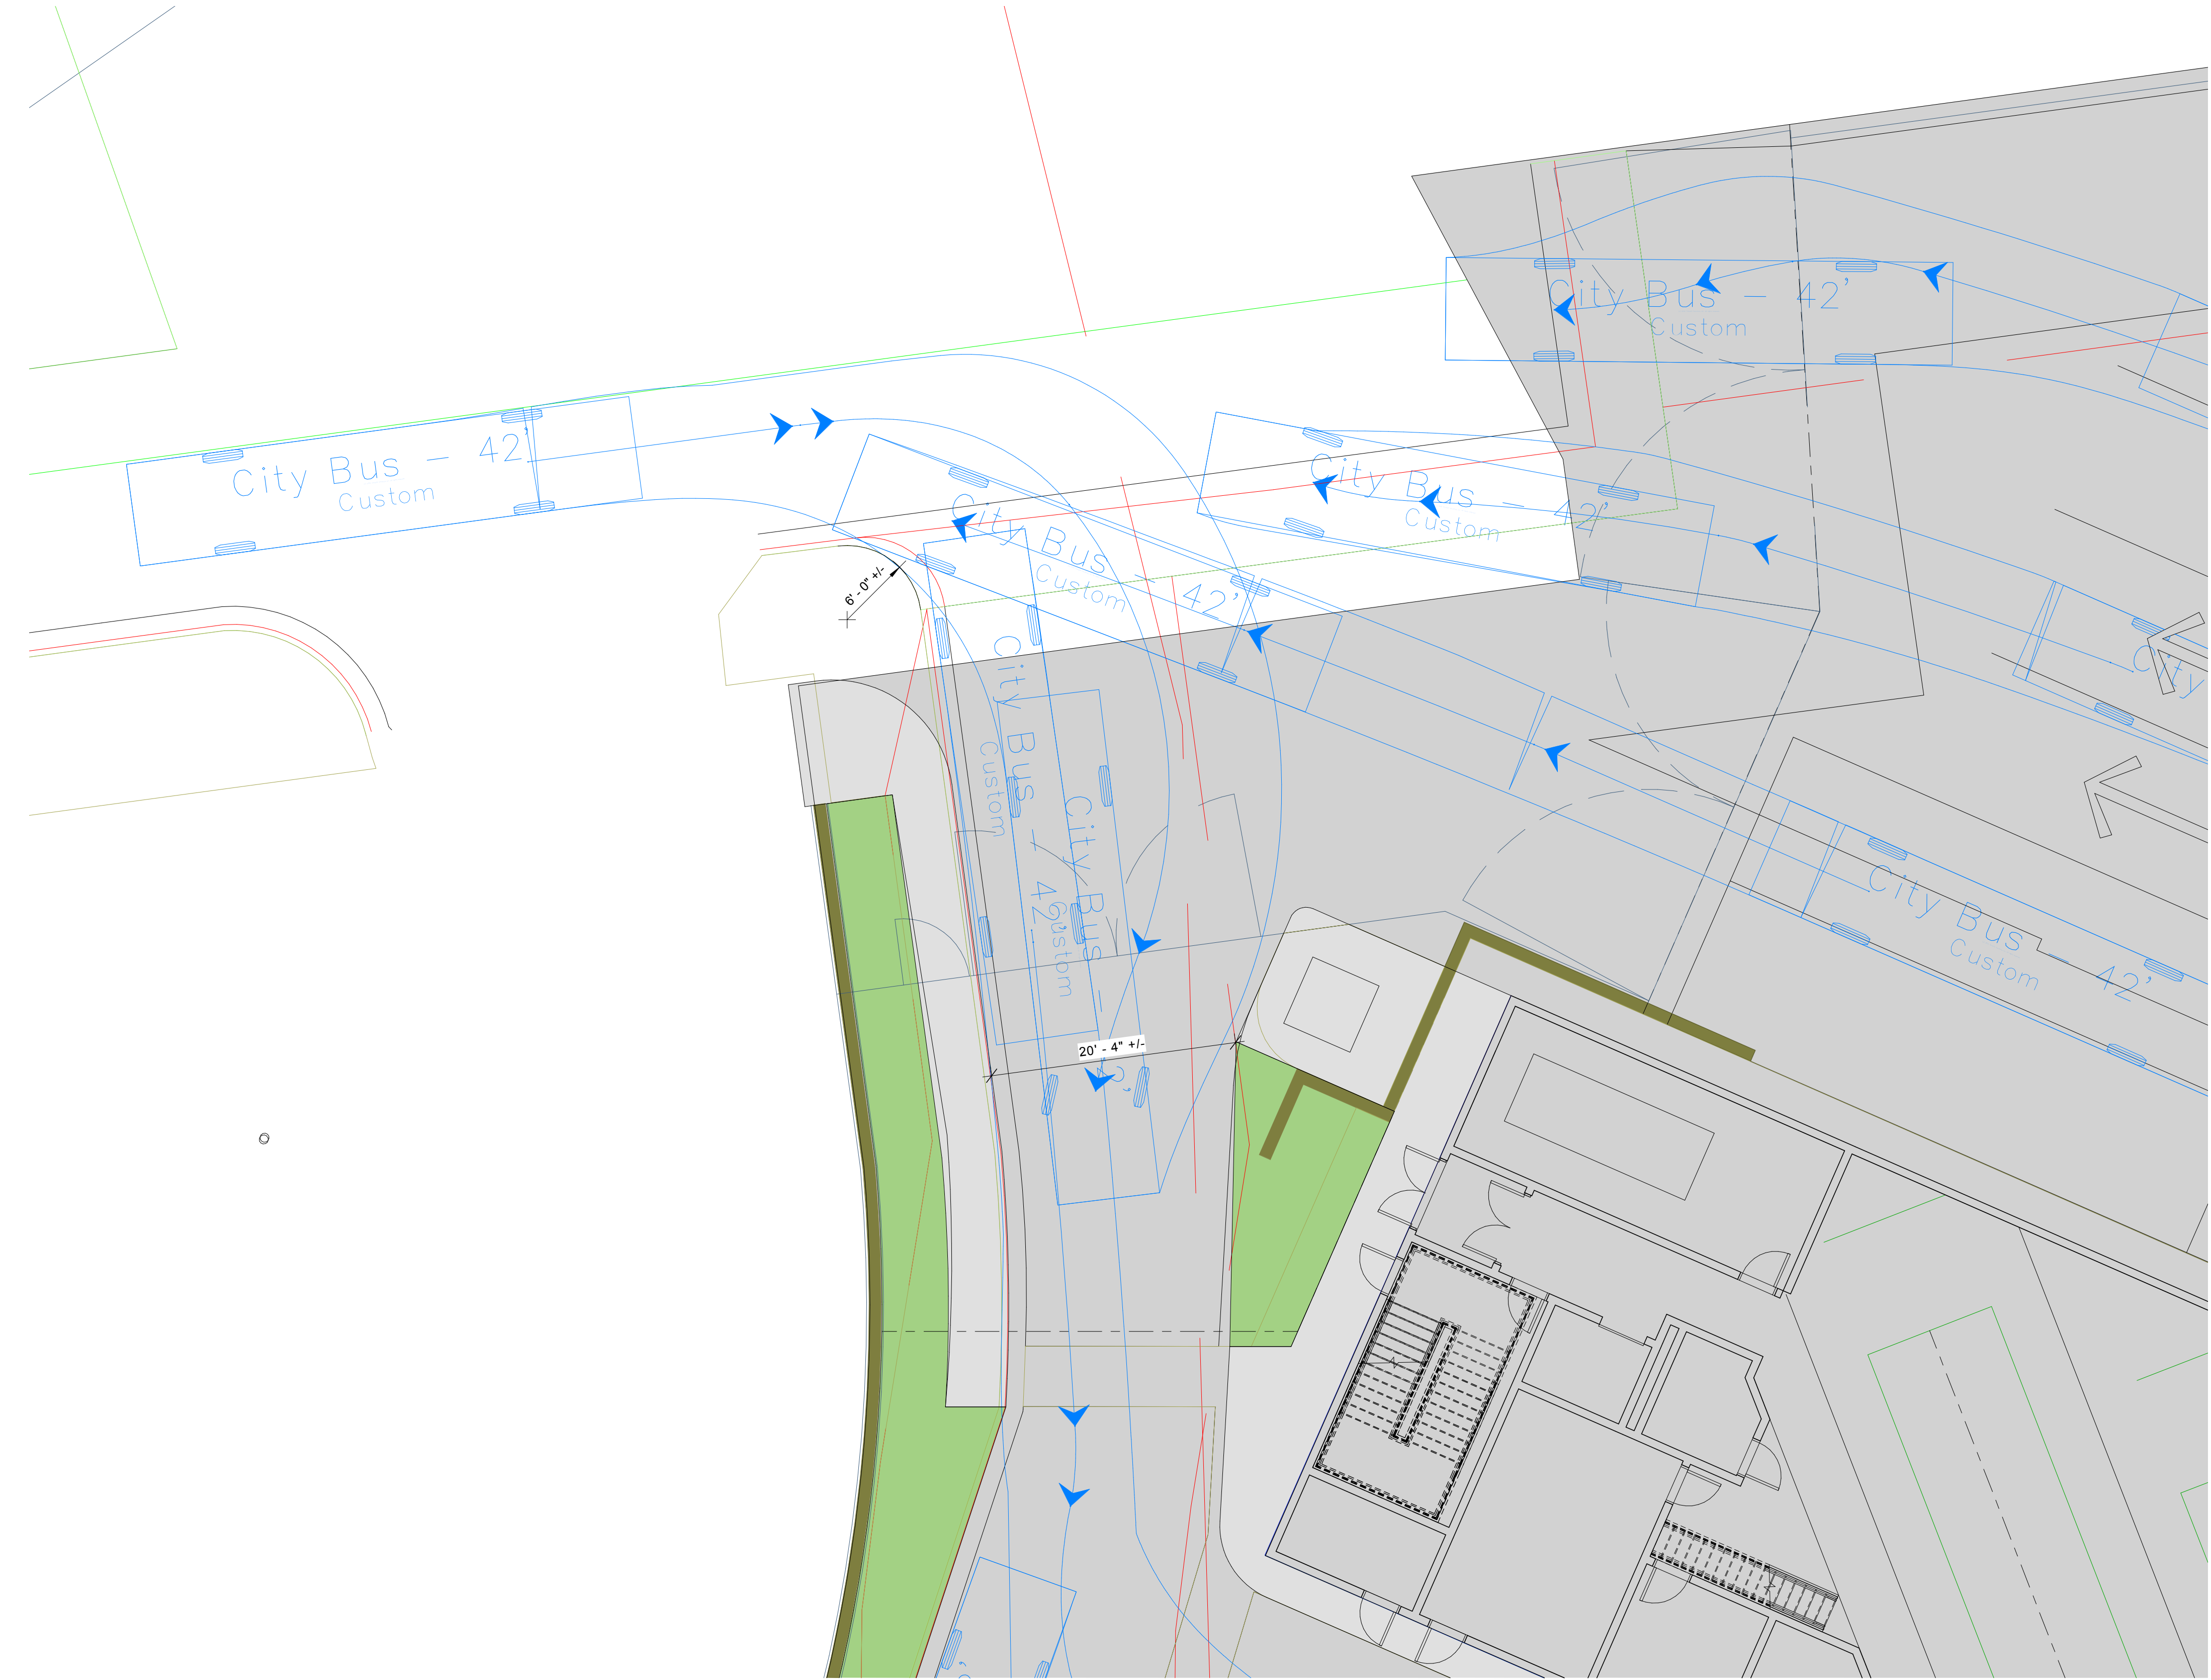 City Bus – 42'
Custom
City Bus – 42'
Custom
6' - 0" +/-
City Bus – 42'
Custom
City Bus – 42'
Custom
City Bus – 42'
Custom
City
City Bus – 42'
Custom
City Bus – 42'
Custom
20' - 4" +/-